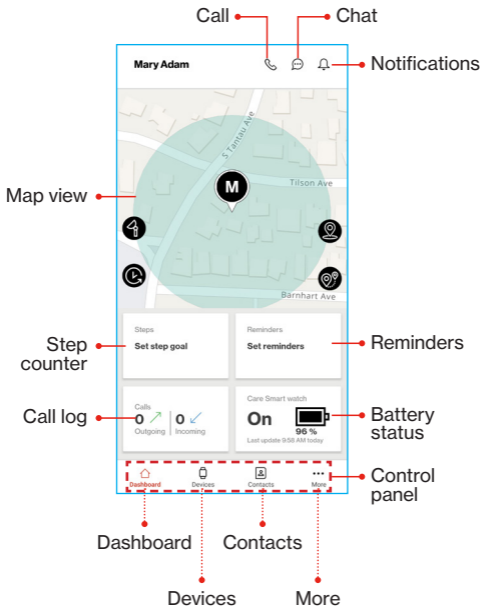 Call
Chat
Mary Adam
Notifications
S Tantau Ave
M
Tilson Ave
Map view
Barnhart Ave
Steps
Set step goal
Reminders
Set reminders
Step
counter
Reminders
Calls
0
0
Outgoing
Incoming
Call log
Care Smart watch
On
96 %
Last update 9:58 AM today
Battery
status
Dashboard
Devices
Contacts
More
Control
panel
Dashboard
Contacts
Devices
More